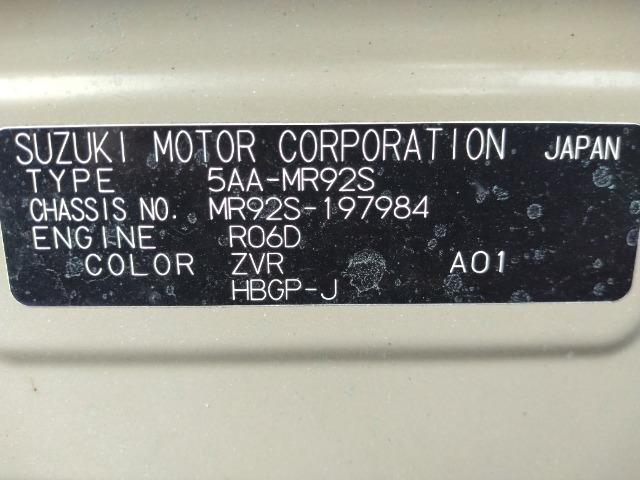 SUZUKI MOTOR CORPORATION JAPAN
TYPE 5AA-MR92S
CHASSIS NO. MR92S-197984
ENGINE R06D
COLOR ZVR A01
HBGP-J